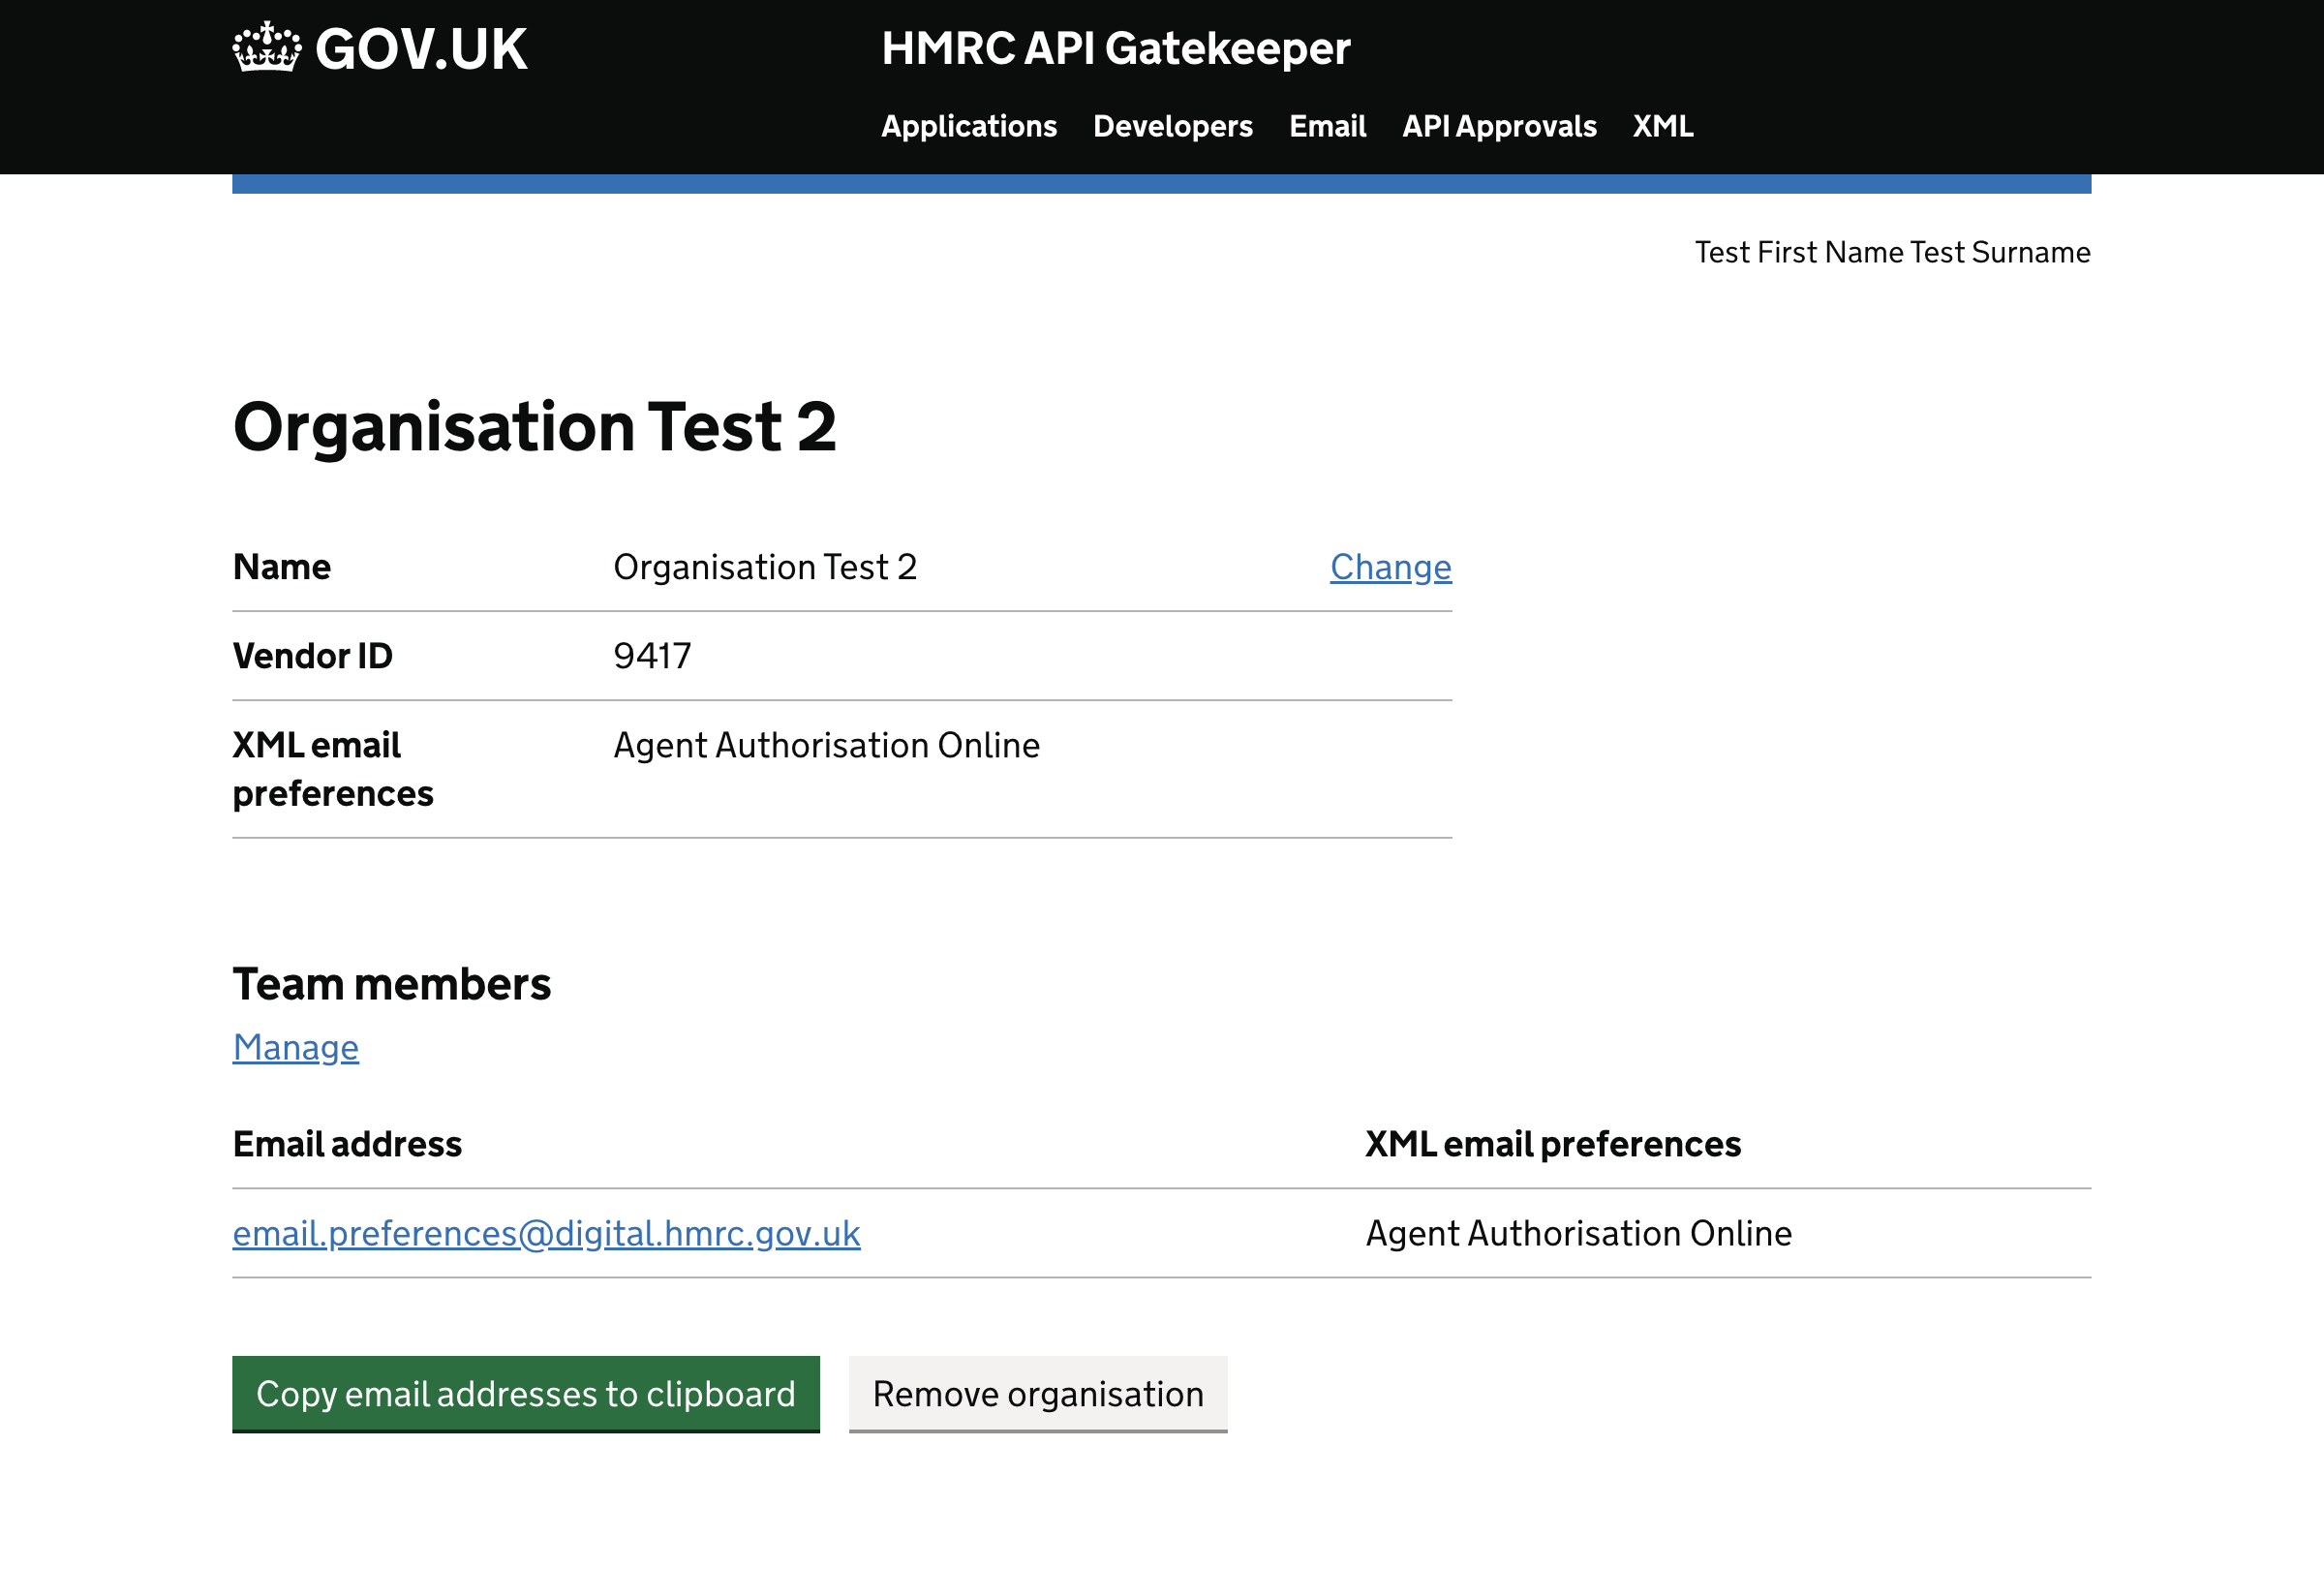 GOV.UK
HMRC API Gatekeeper
Applications Developers Email API Approvals XML
Test First Name Test Surname
Organisation Test 2
Name Organisation Test 2 Change
Vendor ID 9417
XML email Agent Authorisation Online
preferences
Team members
Manage
Email address XML email preferences
email.preferences@digital.hmrc.gov.uk Agent Authorisation Online
Copy email addresses to clipboard Remove organisation